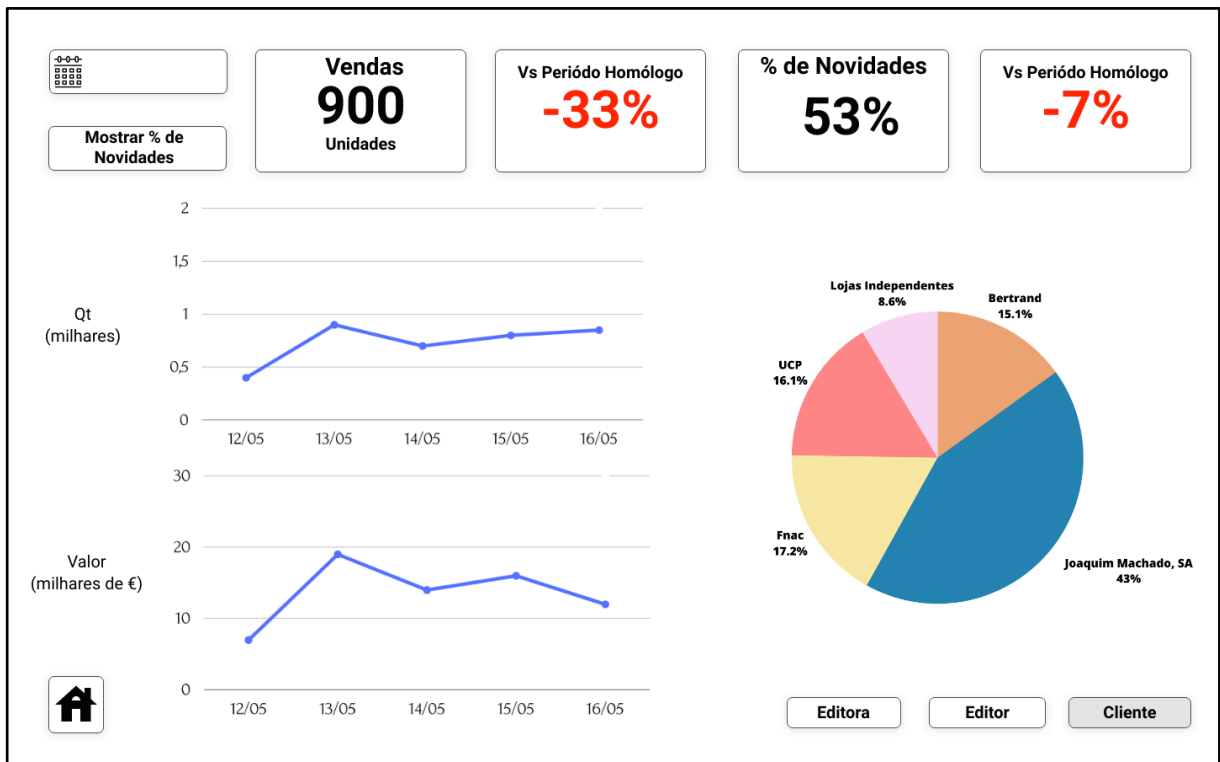 Mostrar % de
Novidades
Vendas
900
Unidades
Vs Periódo Homólogo
-33%
% de Novidades
53%
Vs Periódo Homólogo
-7%
2
1,5
1
0,5
0
Qt
(milhares)
12/05 13/05 14/05 15/05 16/05
30
20
10
0
Valor
(milhares de €)
12/05 13/05 14/05 15/05 16/05
Lojas Independentes
8.6%
Bertrand
15.1%
UCP
16.1%
Fnac
17.2%
Joaquim Machado, SA
43%
Editora
Editor
Cliente